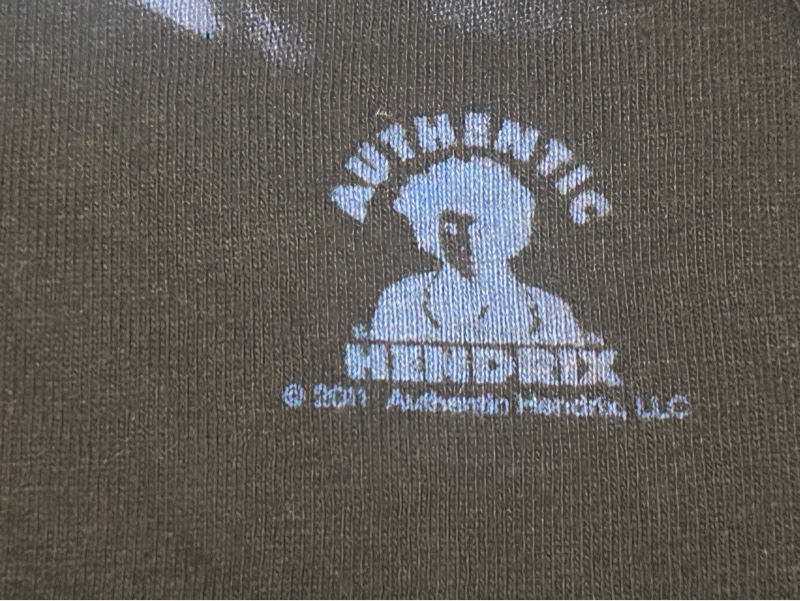 AUTHENTIC
HENDRIX
© 2011 Authentic Hendrix, LLC